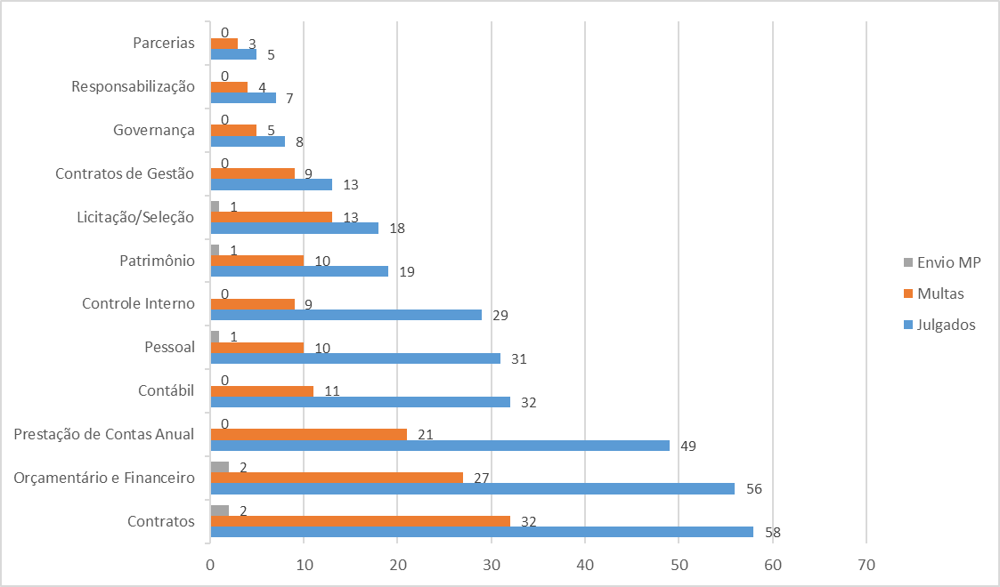 0
Parcerias
3
5
0
Responsabilização
4
7
0
Governança
5
8
0
Contratos de Gestão
9
13
1
Licitação/Seleção
13
18
1
Patrimônio
10
19
0
Controle Interno
9
29
1
Pessoal
10
31
0
Contábil
11
32
0
Prestação de Contas Anual
21
49
2
Orçamentário e Financeiro
27
56
2
Contratos
32
58
0 10 20 30 40 50 60 70
Envio MP
Multas
Julgados